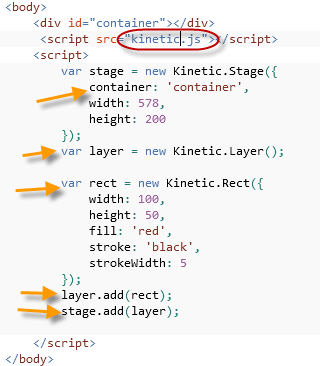 <body>
<div id="container"></div>
<script src="kinetic.js"></script>
<script>
var stage = new Kinetic.Stage({
container: 'container',
width: 578,
height: 200
});
var layer = new Kinetic.Layer();
var rect = new Kinetic.Rect({
width: 100,
height: 50,
fill: 'red',
stroke: 'black',
strokeWidth: 5
});
layer.add(rect);
stage.add(layer);
</script>
</body>